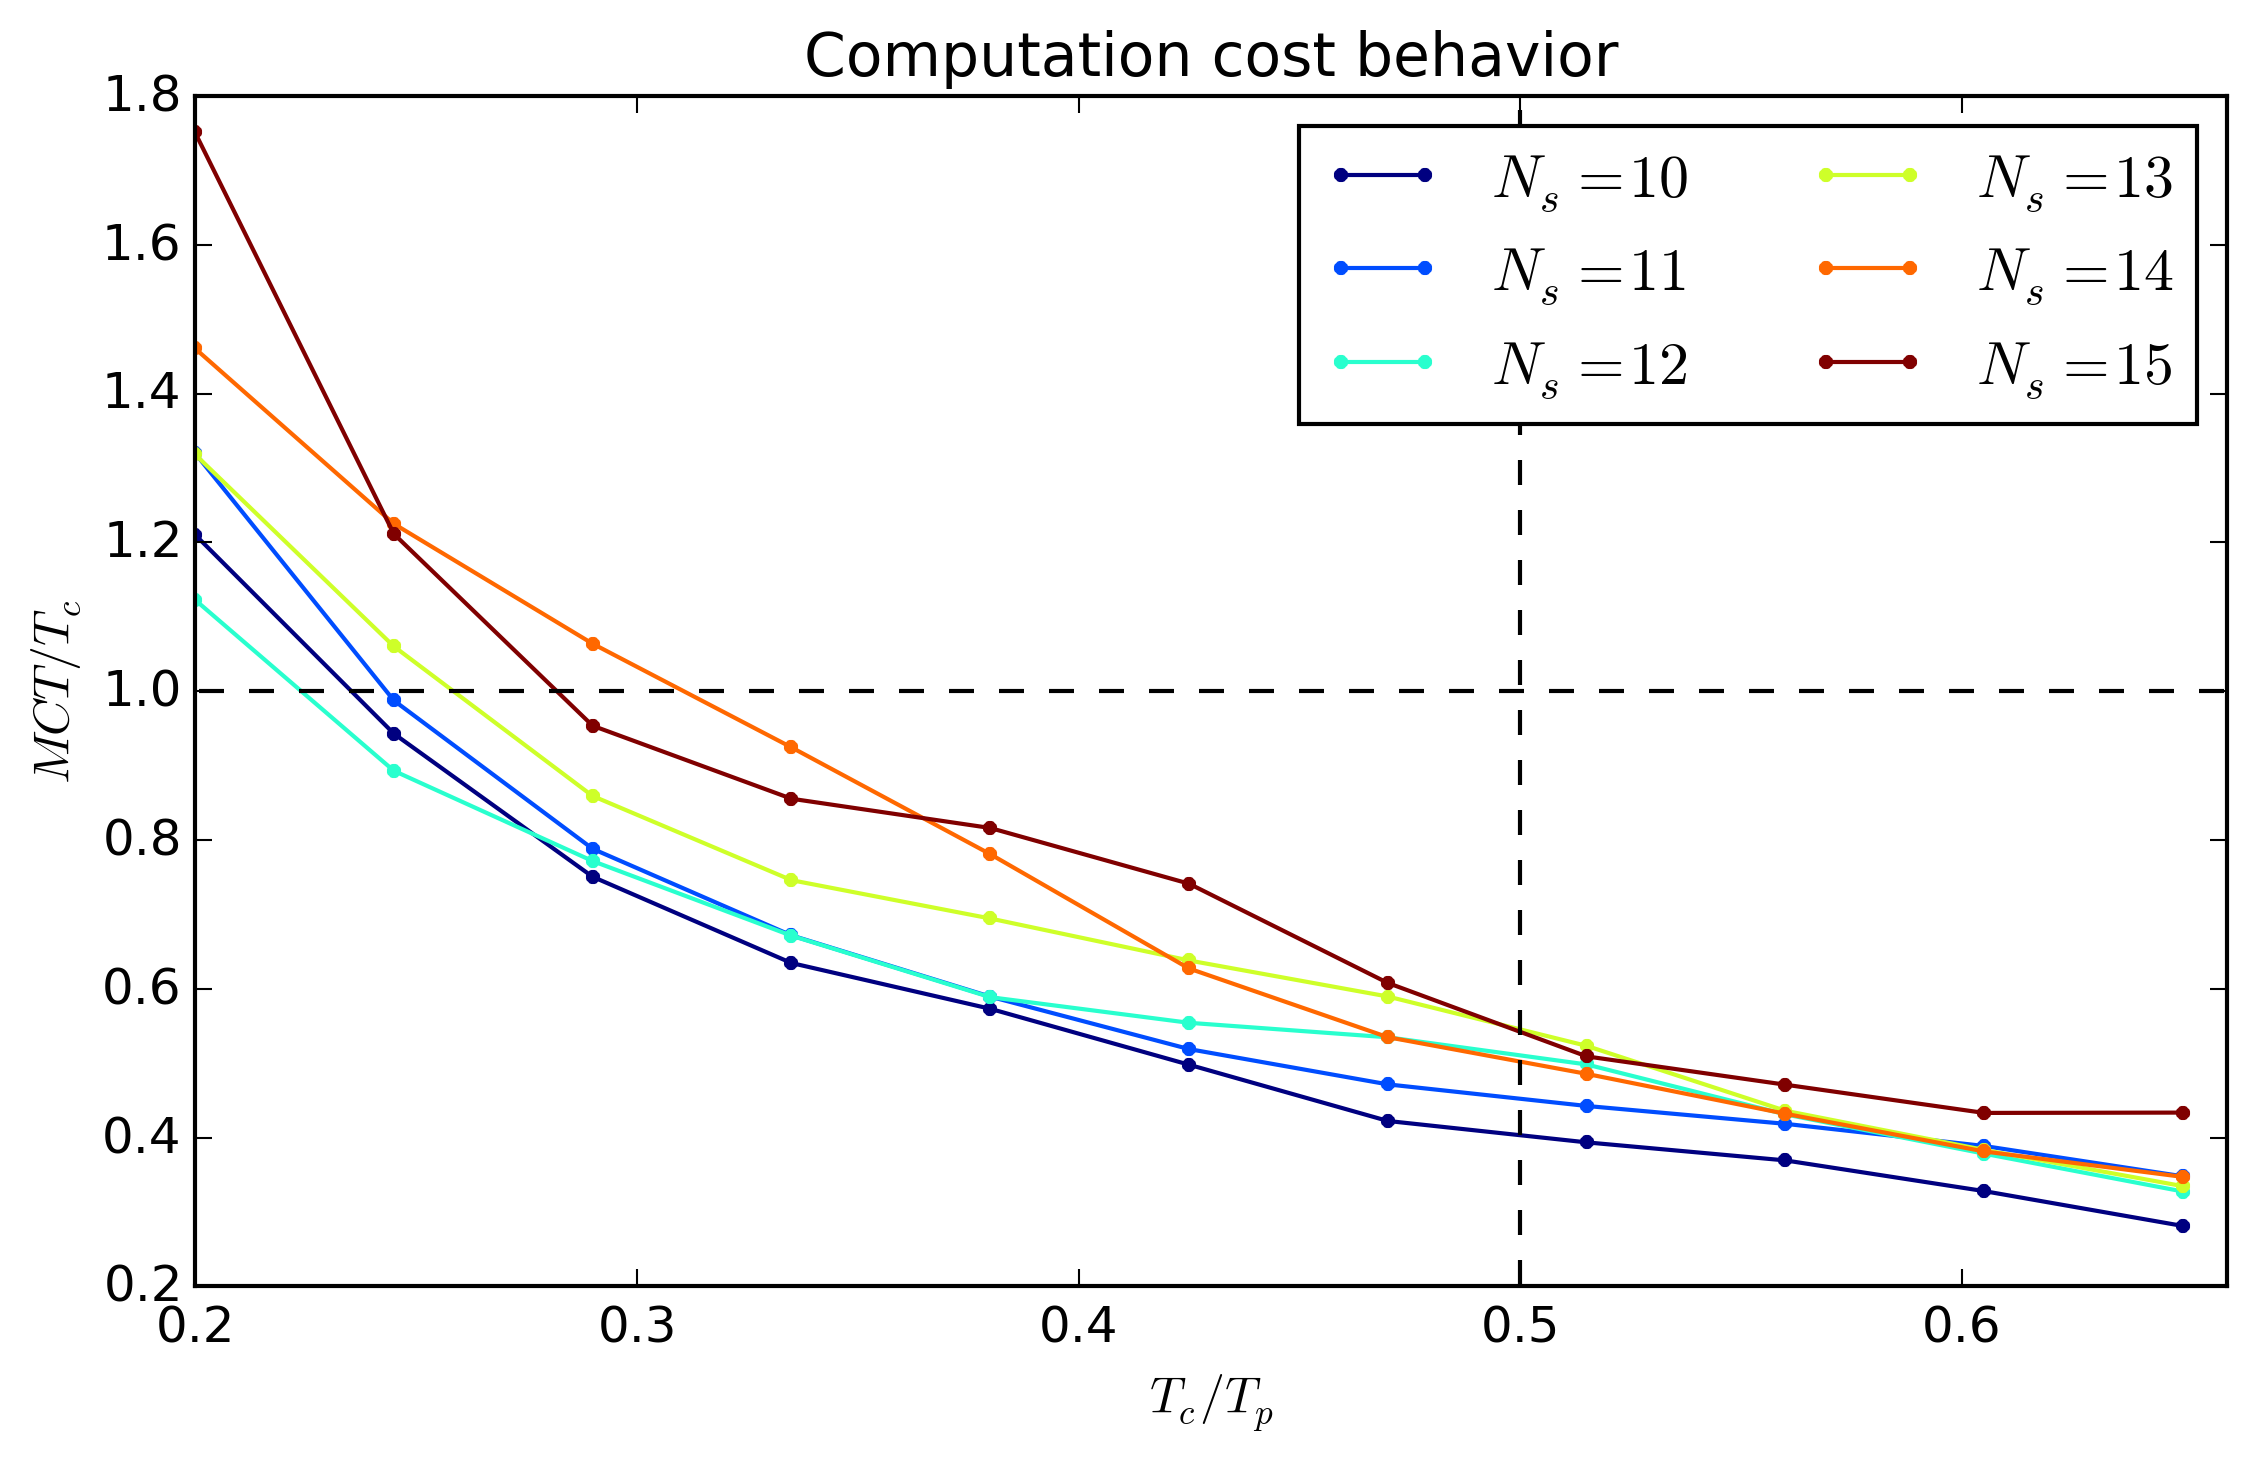 Computation cost behavior
1.8
1.6
1.4
1.2
1.0
0.8
0.6
0.4
0.2
MCT/T_c
N_s = 10
N_s = 11
N_s = 12
N_s = 13
N_s = 14
N_s = 15
0.2 0.3 0.4 0.5 0.6
T_c/T_p